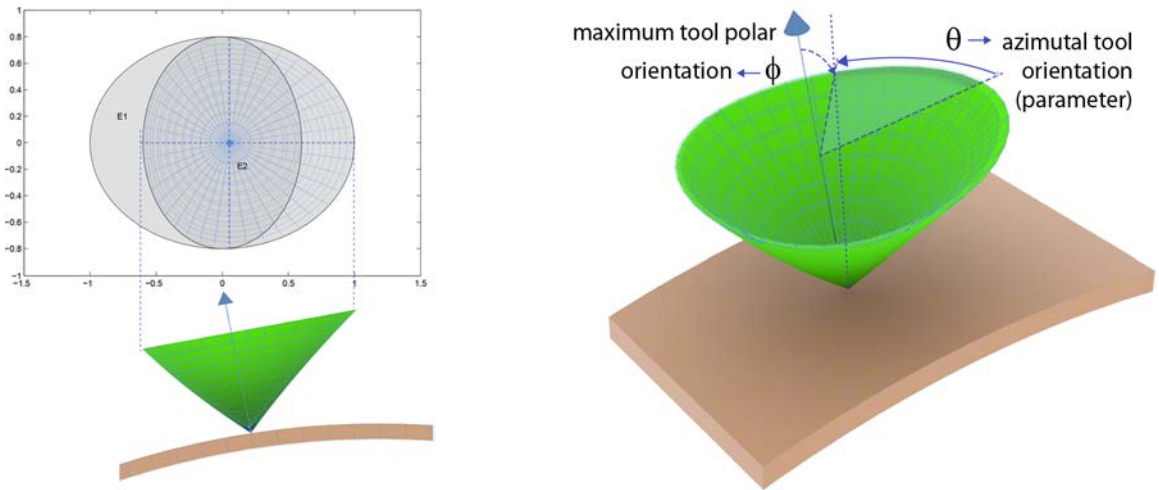 1
0.8
0.6
0.4
0.2
0
−0.2
−0.4
−0.6
−0.8
−1
E1
E2
−1.5
−1
−0.5
0
0.5
1
1.5
maximum tool polar
orientation ← ϕ
θ → azimutal tool
orientation
(parameter)